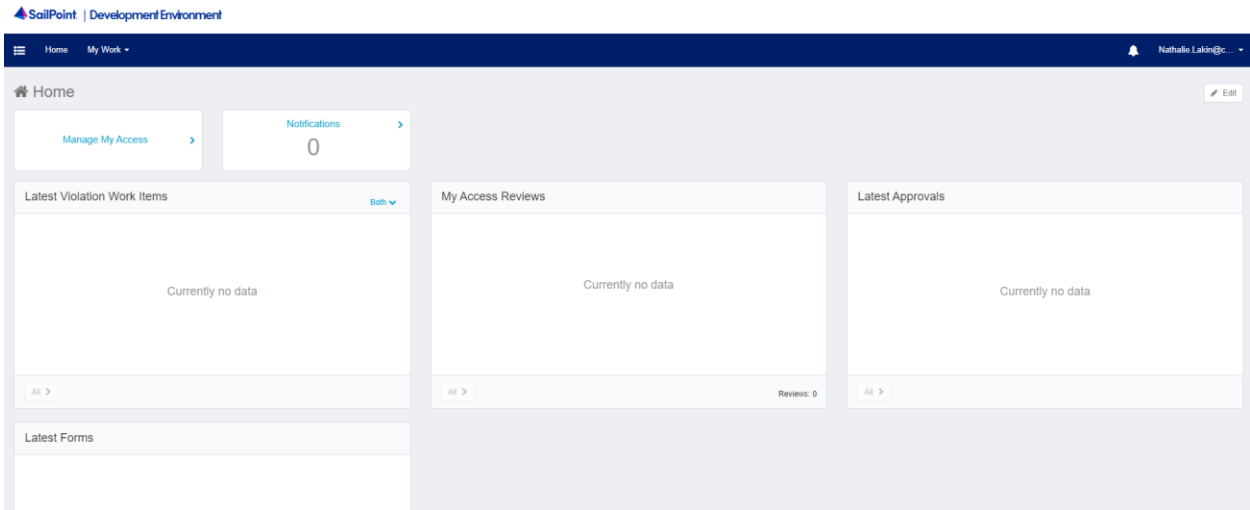 SailPoint. | Development Environment
Home My Work Nathalie.Lakin@c...
Home Edit
Manage My Access
Notifications
0
Latest Violation Work Items Both
Currently no data
All
My Access Reviews
Currently no data
All Reviews: 0
Latest Approvals
Currently no data
All
Latest Forms